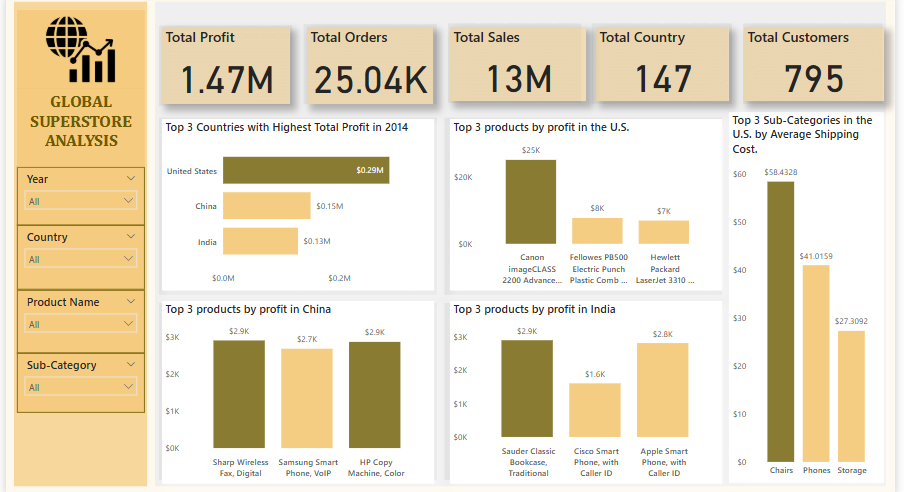 GLOBAL
SUPERSTORE
ANALYSIS
Year
All
Country
All
Product Name
All
Sub-Category
All
Total Profit
1.47M
Total Orders
25.04K
Total Sales
13M
Total Country
147
Total Customers
795
Top 3 Countries with Highest Total Profit in 2014
United States
$0.29M
China
$0.15M
India
$0.13M
$0.0M
$0.2M
Top 3 products by profit in the U.S.
$20K
$0K
$25K
$8K
$7K
Canon
imageCLASS
2200 Advance...
Fellowes PB500
Electric Punch
Plastic Comb ...
Hewlett
Packard
LaserJet 3310 ...
Top 3 Sub-Categories in the
U.S. by Average Shipping
Cost.
$60
$50
$40
$30
$20
$10
$0
$58.4328
$41.0159
$27.3092
Chairs
Phones
Storage
Top 3 products by profit in China
$3K
$2K
$1K
$0K
$2.9K
$2.7K
$2.9K
Sharp Wireless
Fax, Digital
Samsung Smart
Phone, VoIP
HP Copy
Machine, Color
Top 3 products by profit in India
$3K
$2K
$1K
$0K
$2.9K
$1.6K
$2.8K
Sauder Classic
Bookcase,
Traditional
Cisco Smart
Phone, with
Caller ID
Apple Smart
Phone, with
Caller ID